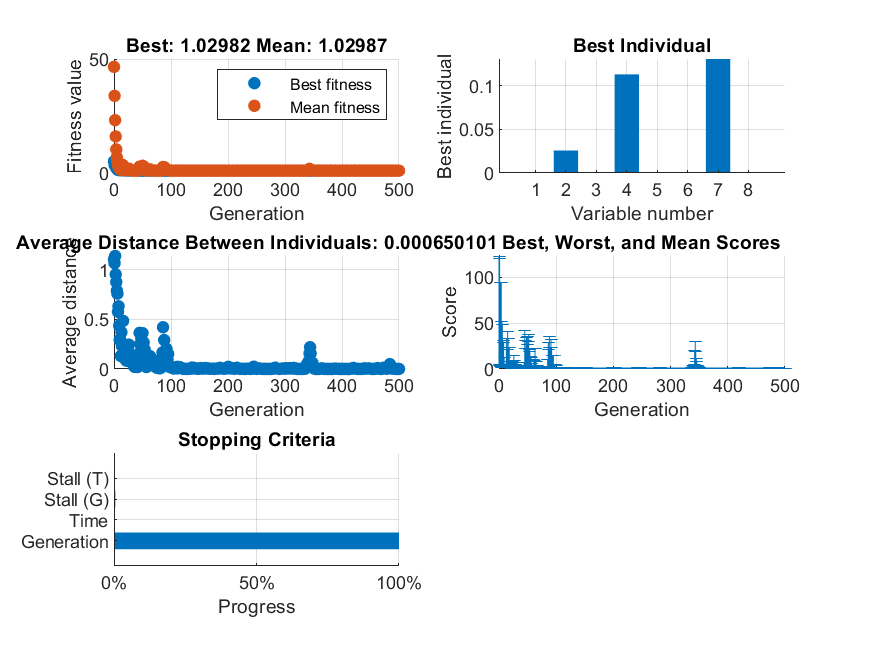 Best: 1.02982 Mean: 1.02987
Fitness value
50
0
Best fitness
Mean fitness
0 100 200 300 400 500
Generation
Best Individual
Best individual
0.1
0.05
0
1 2 3 4 5 6 7 8
Variable number
Average Distance Between Individuals: 0.000650101
Average distance
1
0.5
0
0 100 200 300 400 500
Generation
Best, Worst, and Mean Scores
Score
100
50
0
0 100 200 300 400 500
Generation
Stopping Criteria
Stall (T)
Stall (G)
Time
Generation
0% 50% 100%
Progress